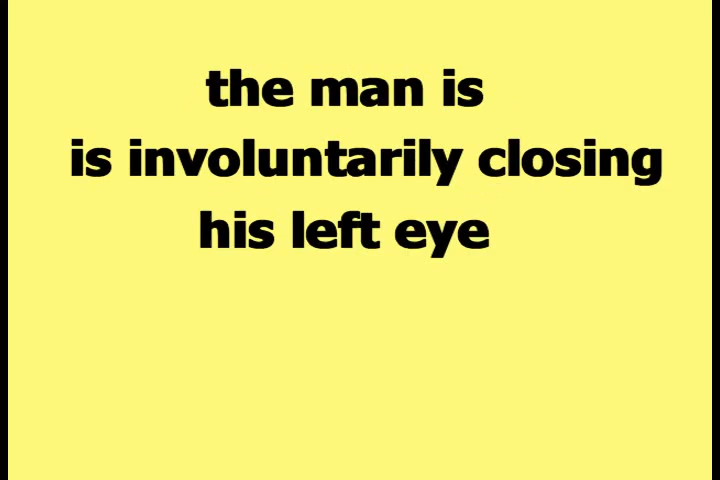 the man is
is involuntarily closing
his left eye